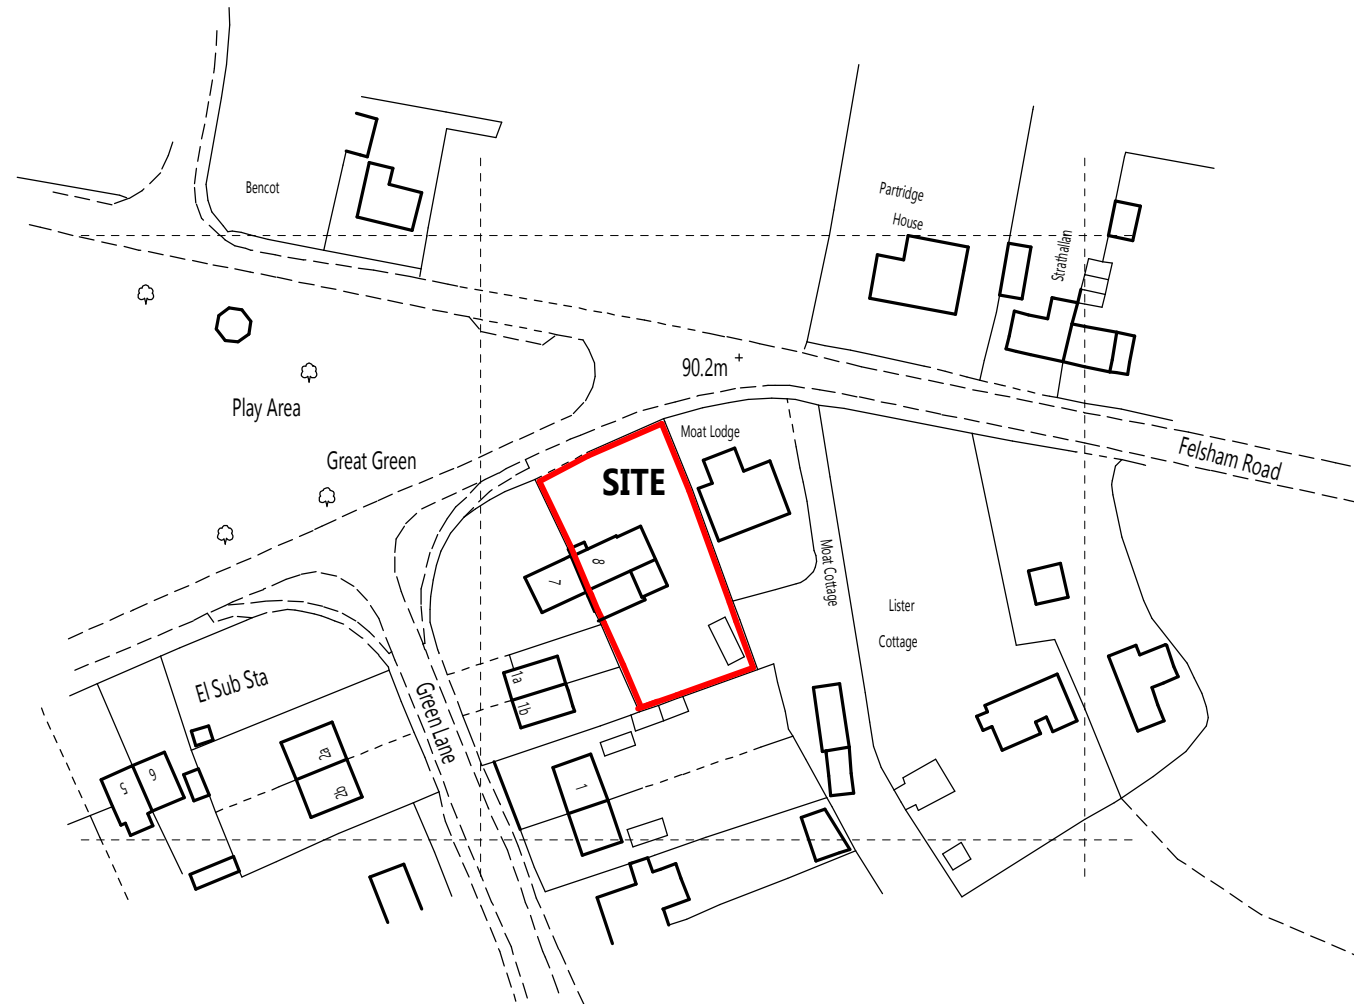 Bencot
Partridge
House
Strathallan
90.2m
Play Area
Great Green
Moat Lodge
SITE
Felsham Road
7
8
Moat Cottage
Lister
Cottage
El Sub Sta
1a
1b
Green Lane
2a
2b
5
6
1